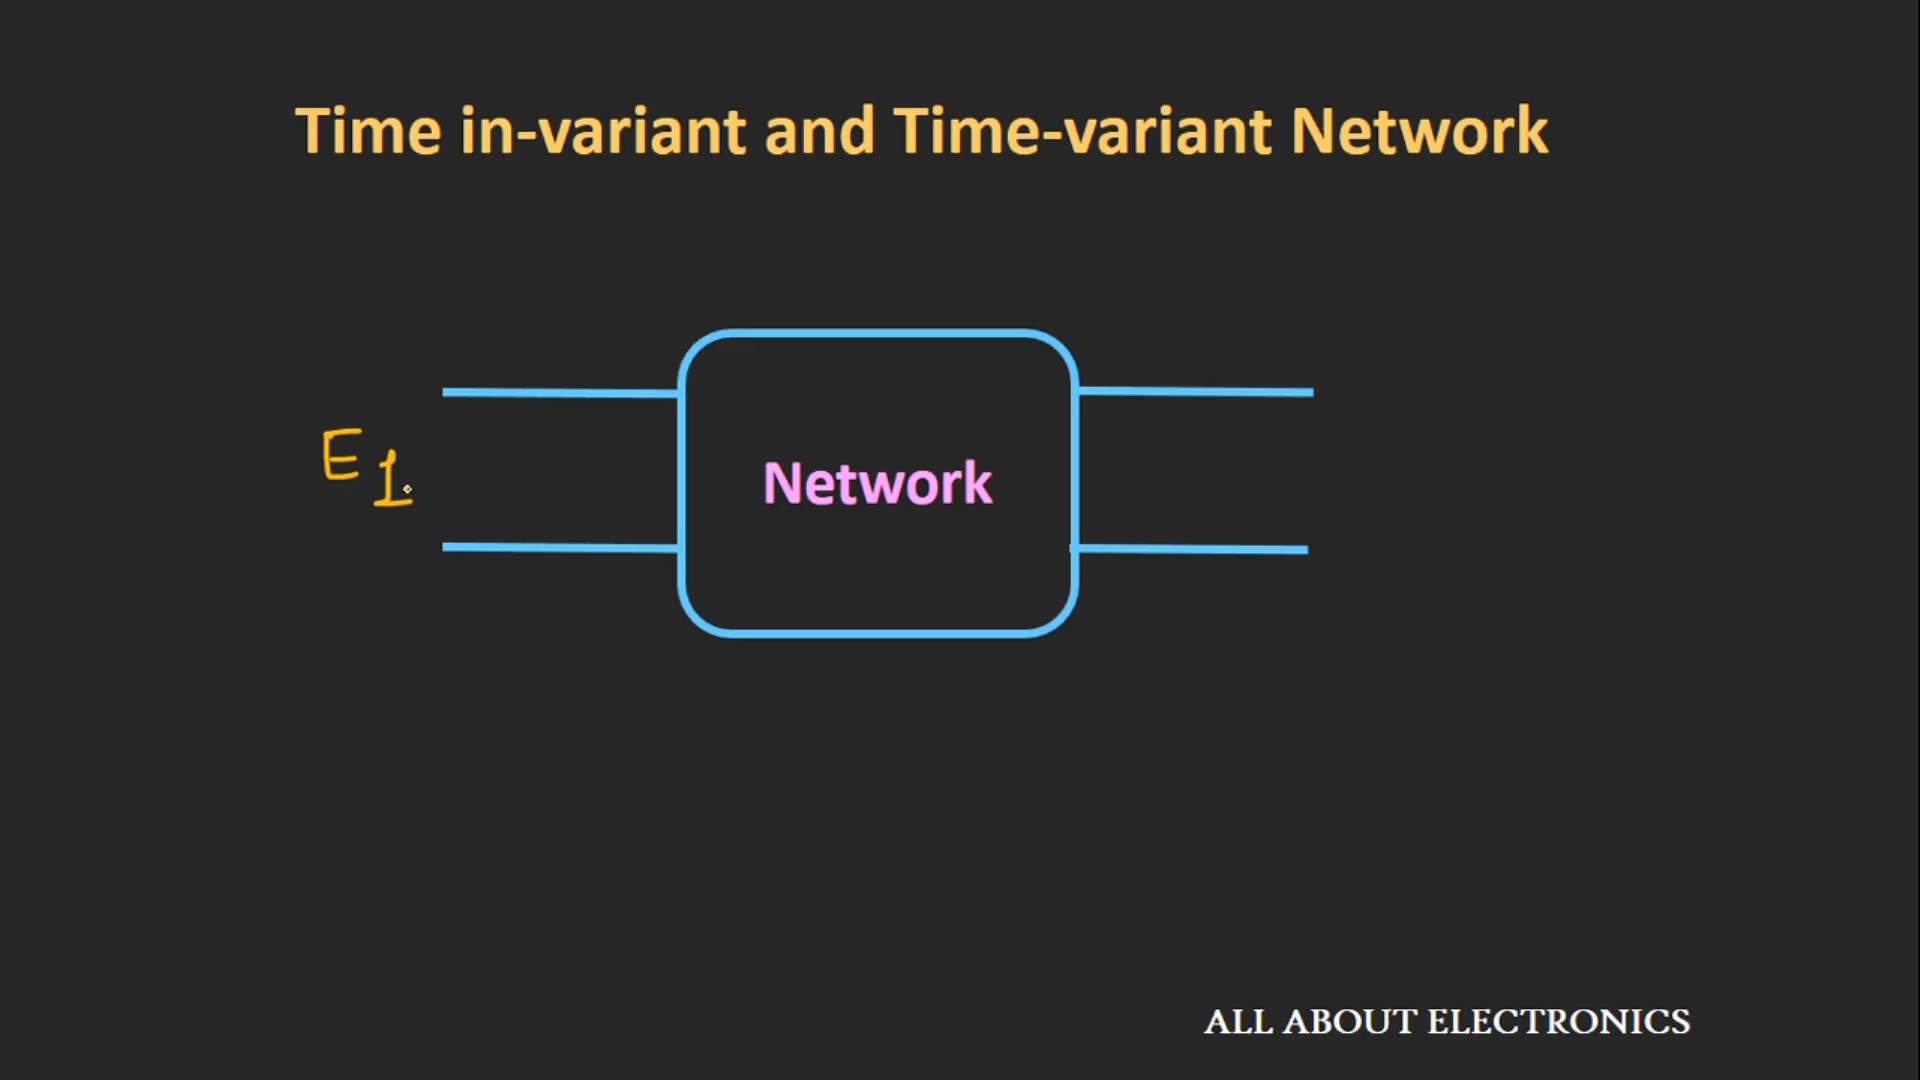 Time in-variant and Time-variant Network
E1
Network
ALL ABOUT ELECTRONICS